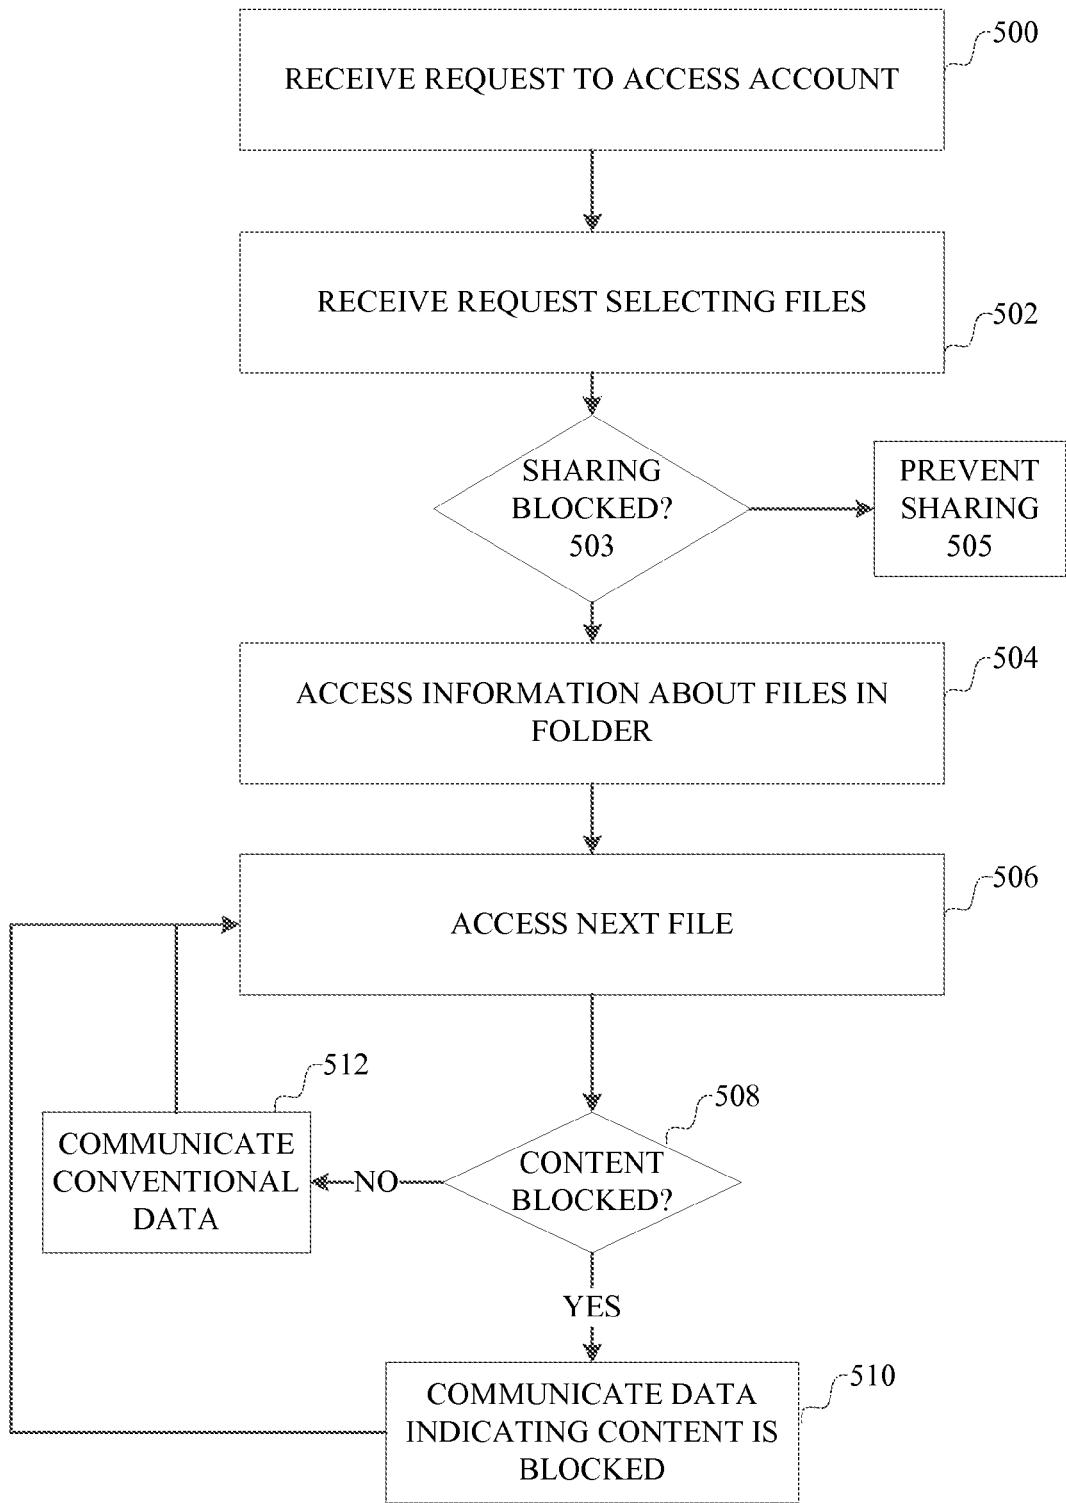 RECEIVE REQUEST TO ACCESS ACCOUNT
500
RECEIVE REQUEST SELECTING FILES
502
SHARING
BLOCKED?
503
PREVENT
SHARING
505
504
ACCESS INFORMATION ABOUT FILES IN
FOLDER
506
ACCESS NEXT FILE
512
COMMUNICATE
CONVENTIONAL
DATA
NO
508
CONTENT
BLOCKED?
YES
510
COMMUNICATE DATA
INDICATING CONTENT IS
BLOCKED